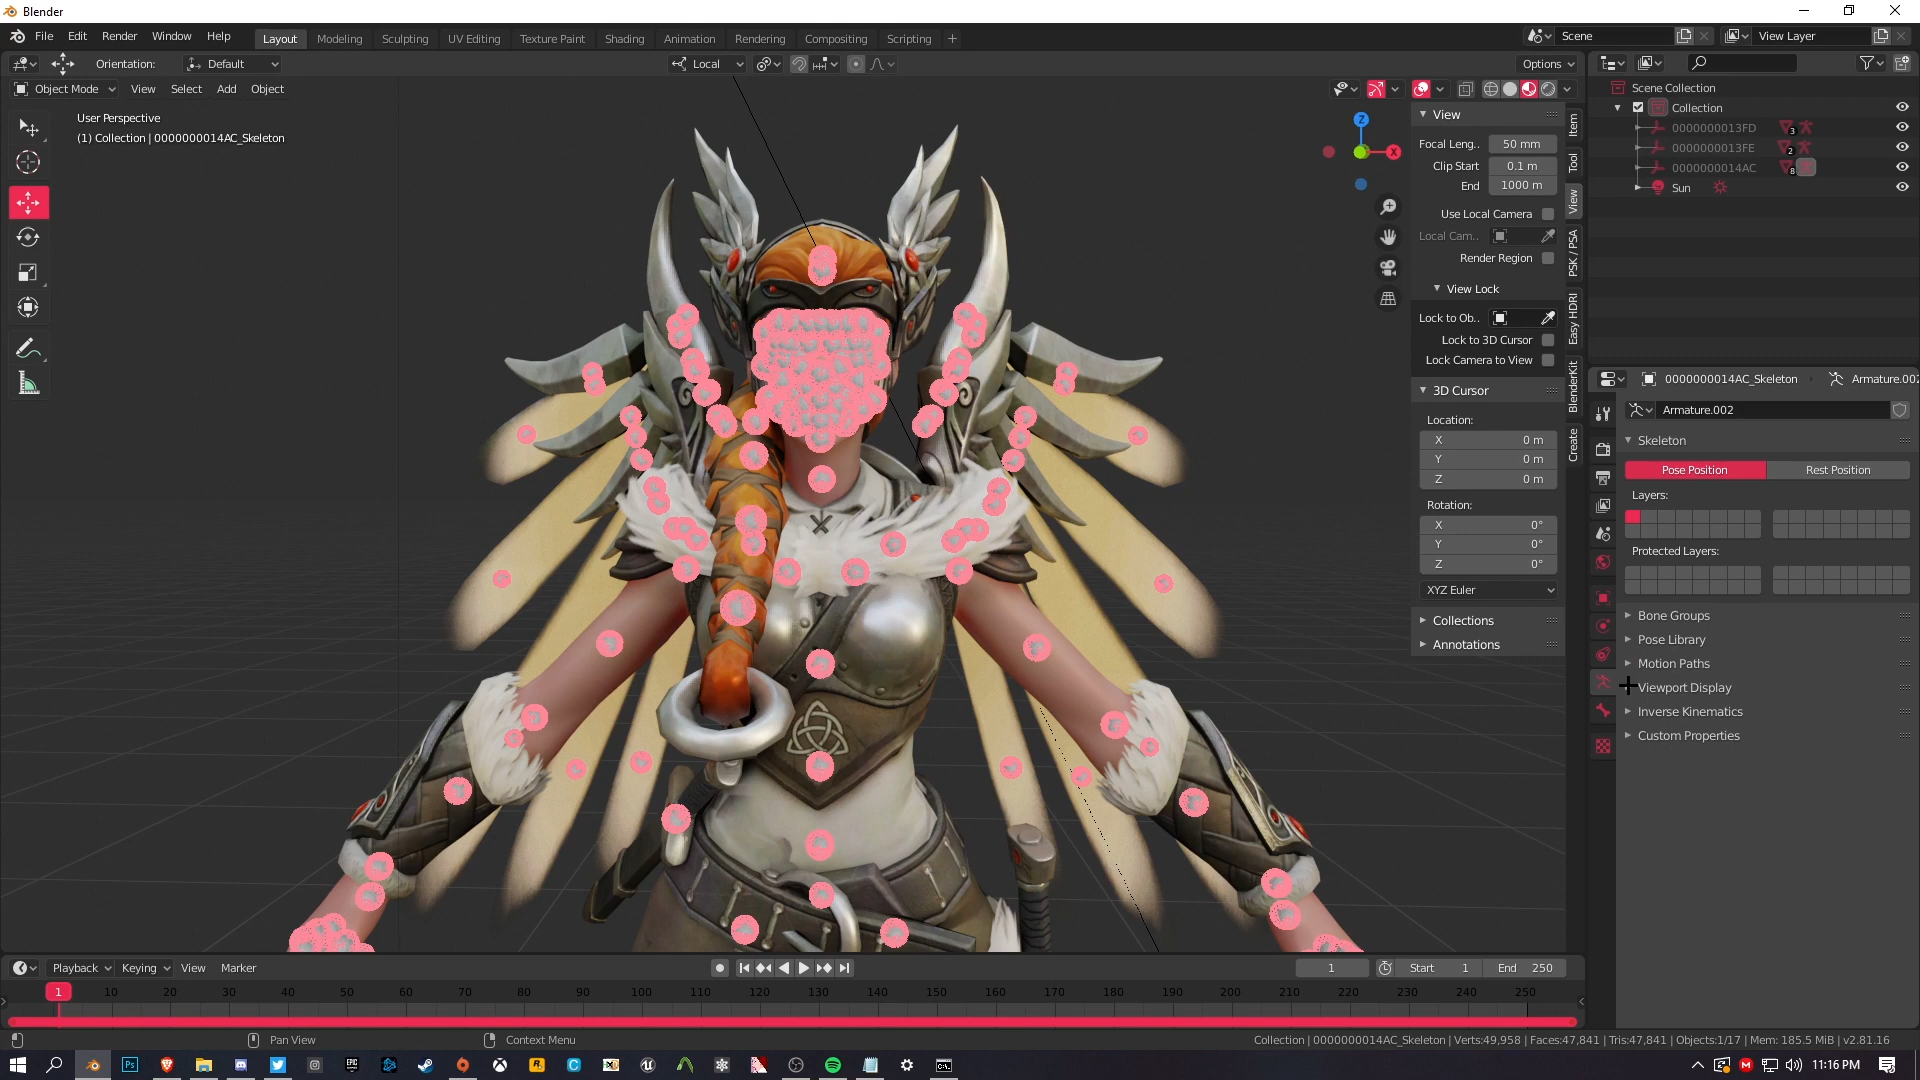 Blender
File Edit Render Window Help
Layout Modeling Sculpting UV Editing Texture Paint Shading Animation Rendering Compositing Scripting +
Scene
View Layer
Orientation: Default
Local
Options
Object Mode View Select Add Object
User Perspective
(1) Collection | 0000000014AC_Skeleton
Z
X
View
Focal Leng.. 50 mm
Clip Start 0.1 m
End 1000 m
Use Local Camera
Local Cam..
Render Region
View Lock
Lock to Ob..
Lock to 3D Cursor
Lock Camera to View
3D Cursor
Location:
X 0 m
Y 0 m
Z 0 m
Rotation:
X 0°
Y 0°
Z 0°
XYZ Euler
Collections
Annotations
Item
Tool
View
PSK / PSA
Easy HDRI
BlenderKit
Create
Scene Collection
Collection
0000000013FD 3
0000000013FE 2
0000000014AC 8
Sun
0000000014AC_Skeleton Armature.002
Armature.002
Skeleton
Pose Position Rest Position
Layers:
Protected Layers:
Bone Groups
Pose Library
Motion Paths
Viewport Display
Inverse Kinematics
Custom Properties
Playback Keying View Marker
1
Start 1
End 250
1 10 20 30 40 50 60 70 80 90 100 110 120 130 140 150 160 170 180 190 200 210 220 230 240 250
Pan View
Context Menu
Collection | 0000000014AC_Skeleton | Verts:49,958 | Faces:47,841 | Tris:47,841 | Objects:1/17 | Mem: 185.5 MiB | v2.81.16
Ps
EPIC
11:16 PM